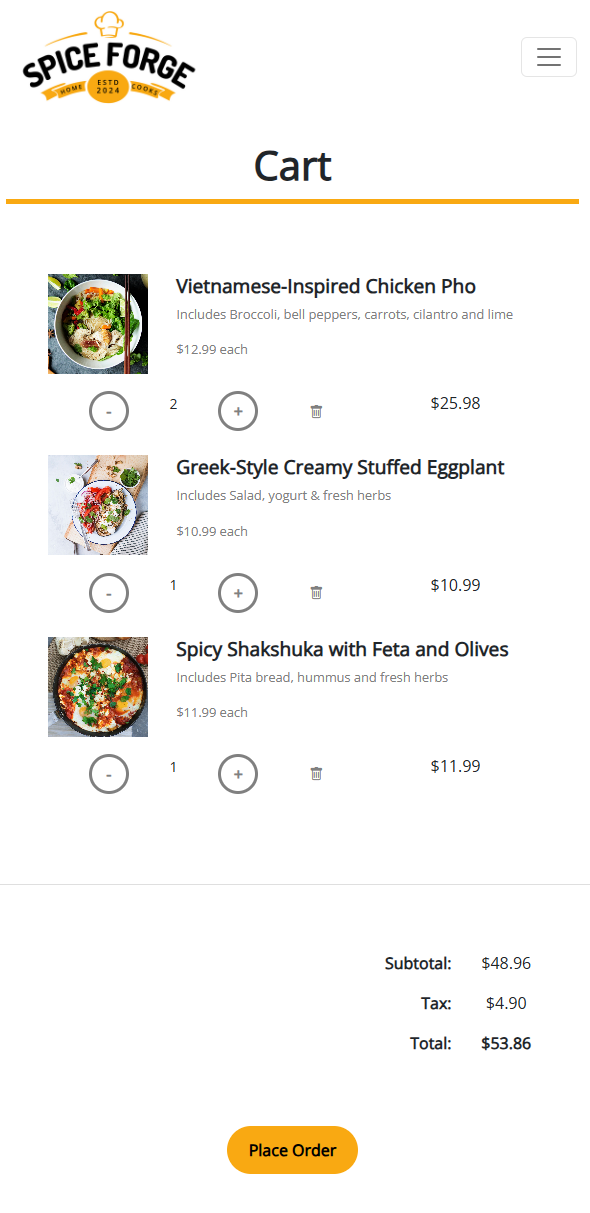 SPICE FORGE
HOME ESTD COOKS
2024
Cart
Vietnamese-Inspired Chicken Pho
Includes Broccoli, bell peppers, carrots, cilantro and lime
$12.99 each
- 2 + $25.98
Greek-Style Creamy Stuffed Eggplant
Includes Salad, yogurt & fresh herbs
$10.99 each
- 1 + $10.99
Spicy Shakshuka with Feta and Olives
Includes Pita bread, hummus and fresh herbs
$11.99 each
- 1 + $11.99
Subtotal: $48.96
Tax: $4.90
Total: $53.86
Place Order